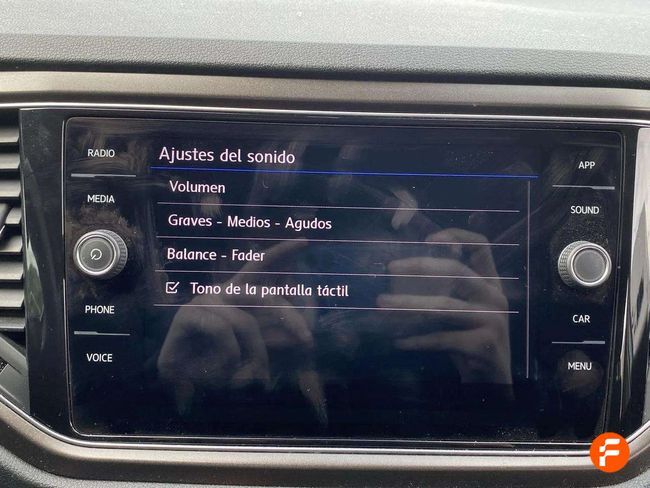 RADIO
MEDIA
PHONE
VOICE
Ajustes del sonido
Volumen
Graves - Medios - Agudos
Balance - Fader
Tono de la pantalla táctil
APP
SOUND
CAR
MENU